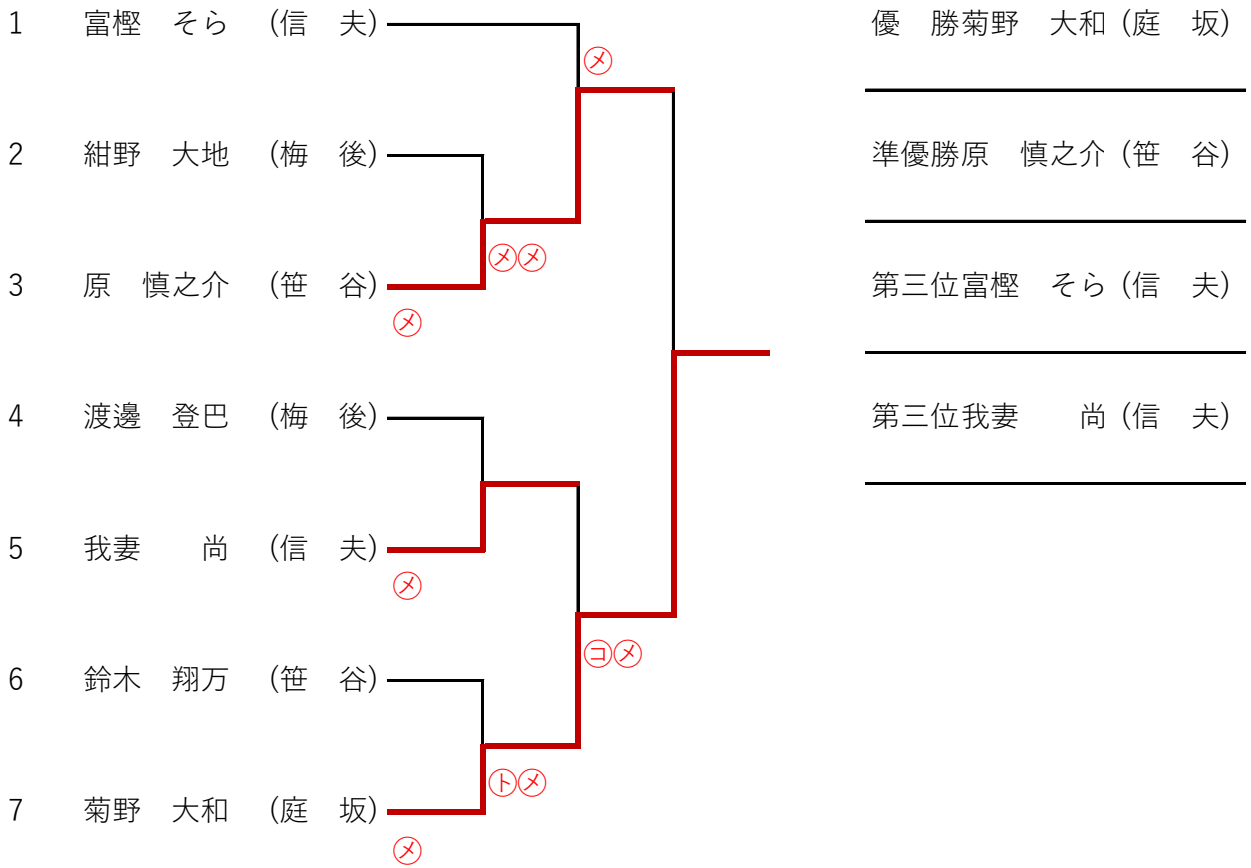 1 富樫 そら (信 夫)
優 勝菊野 大和 (庭 坂)
㋱
2 紺野 大地 (梅 後)
準優勝原 慎之介 (笹 谷)
㋱㋱
3 原 慎之介 (笹 谷)
第三位富樫 そら (信 夫)
㋱
4 渡邊 登巴 (梅 後)
第三位我妻 尚 (信 夫)
5 我妻 尚 (信 夫)
㋱
㋙㋱
6 鈴木 翔万 (笹 谷)
㋣㋱
7 菊野 大和 (庭 坂)
㋱